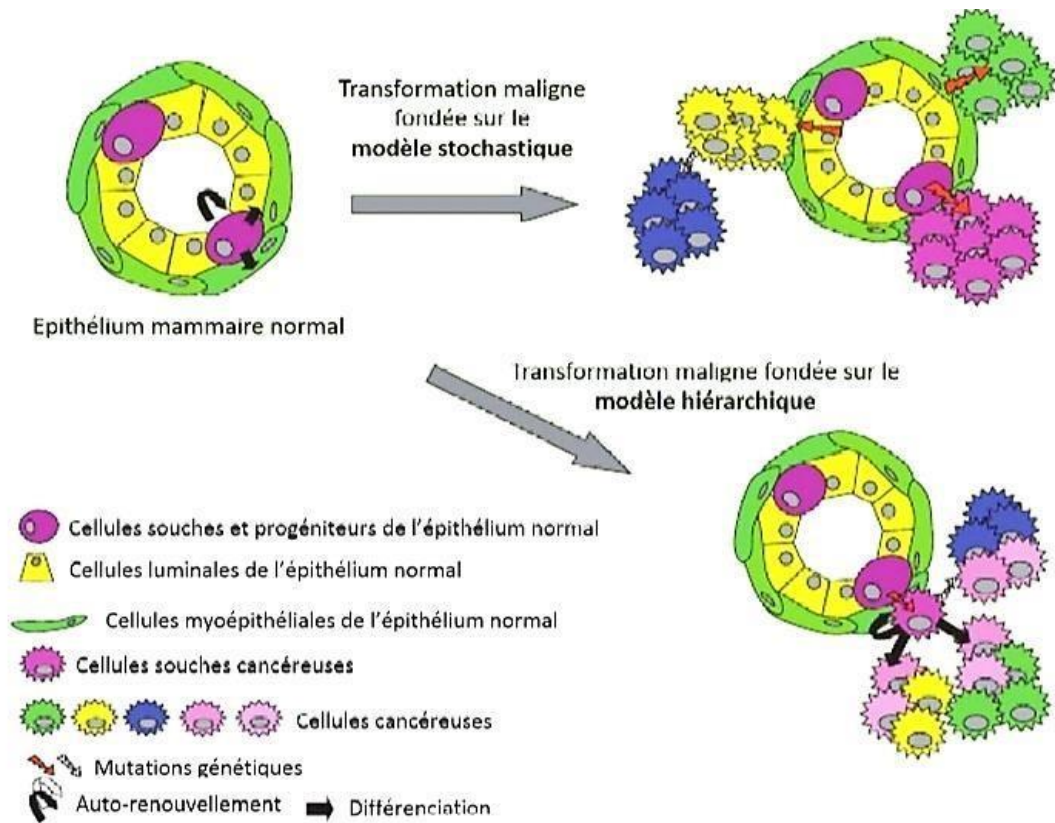 Transformation maligne
fondée sur le
modèle stochastique
Epithélium mammaire normal
Transformation maligne fondée sur le
modèle hiérarchique
Cellules souches et progéniteurs de l'épithélium normal
Cellules luminales de l'épithélium normal
Cellules myoépithéliales de l'épithélium normal
Cellules souches cancéreuses
Cellules cancéreuses
Mutations génétiques
Auto-renouvellement
Différenciation